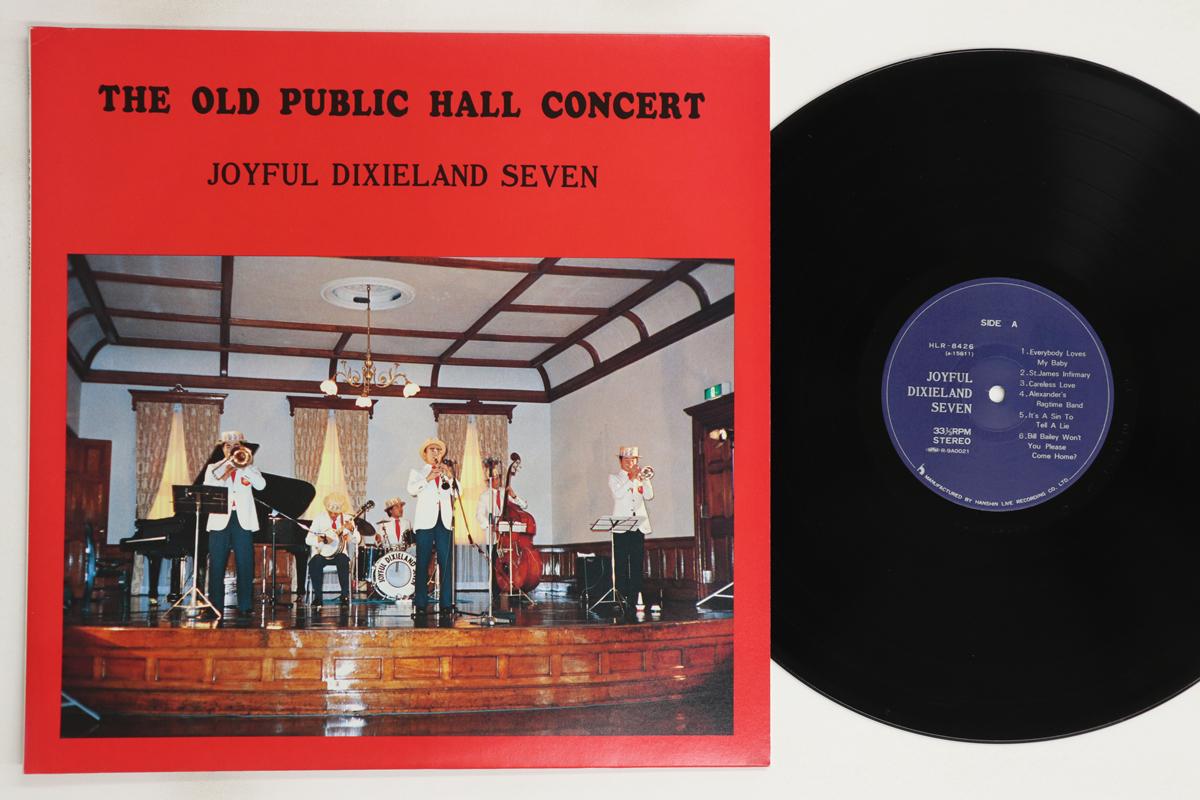 THE OLD PUBLIC HALL CONCERT
JOYFUL DIXIELAND SEVEN
JOYFUL DIXIELAND
SIDE A
HLR-8426
(a-15611)
JOYFUL
DIXIELAND
SEVEN
33⅓RPM
STEREO
R-9A0021
1.Everybody Loves
My Baby
2.St.James Infirmary
3.Careless Love
4.Alexander's
Ragtime Band
5.It's A Sin To
Tell A Lie
6.Bill Bailey Won't
You Please
Come Home?
MANUFACTURED BY HANSHIN LIVE RECORDING CO., LTD.